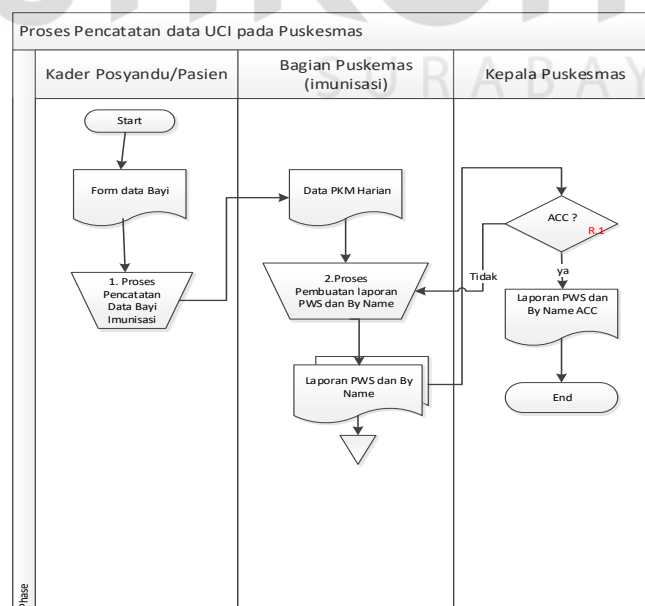 Proses Pencatatan data UCI pada Puskesmas
SURABAY
Kader Posyandu/Pasien
Bagian Puskemas
(imunisasi)
Kepala Puskesmas
Start
Form data Bayi
1. Proses
Pencatatan
Data Bayi
Imunisasi
Data PKM Harian
2.Proses
Pembuatan laporan
PWS dan By Name
Laporan PWS dan By
Name
ACC ?
R.1
Tidak
ya
Laporan PWS dan
By Name ACC
End
Phase